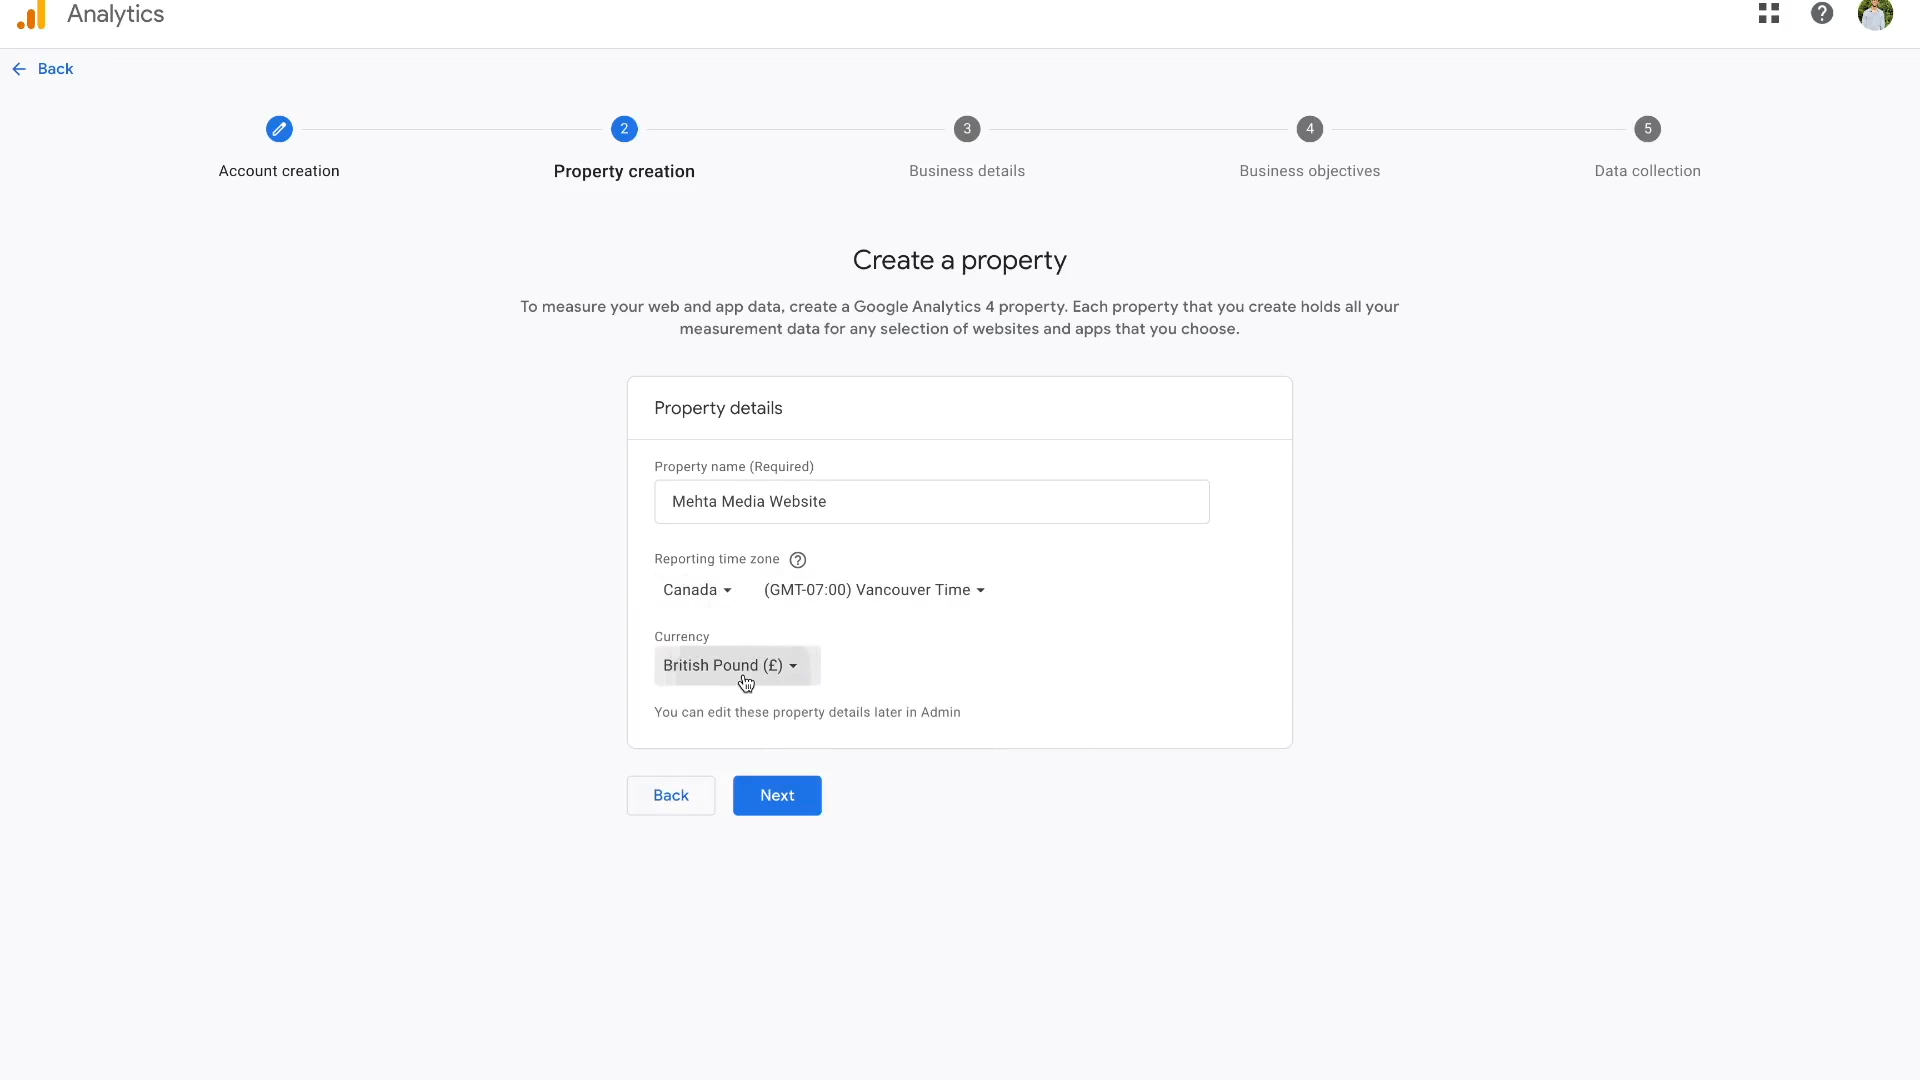 Analytics
Back
2
3
4
5
Account creation
Property creation
Business details
Business objectives
Data collection
Create a property
To measure your web and app data, create a Google Analytics 4 property. Each property that you create holds all your
measurement data for any selection of websites and apps that you choose.
Property details
Property name (Required)
Mehta Media Website
Reporting time zone
Canada (GMT-07:00) Vancouver Time
Currency
British Pound (£)
You can edit these property details later in Admin
Back Next